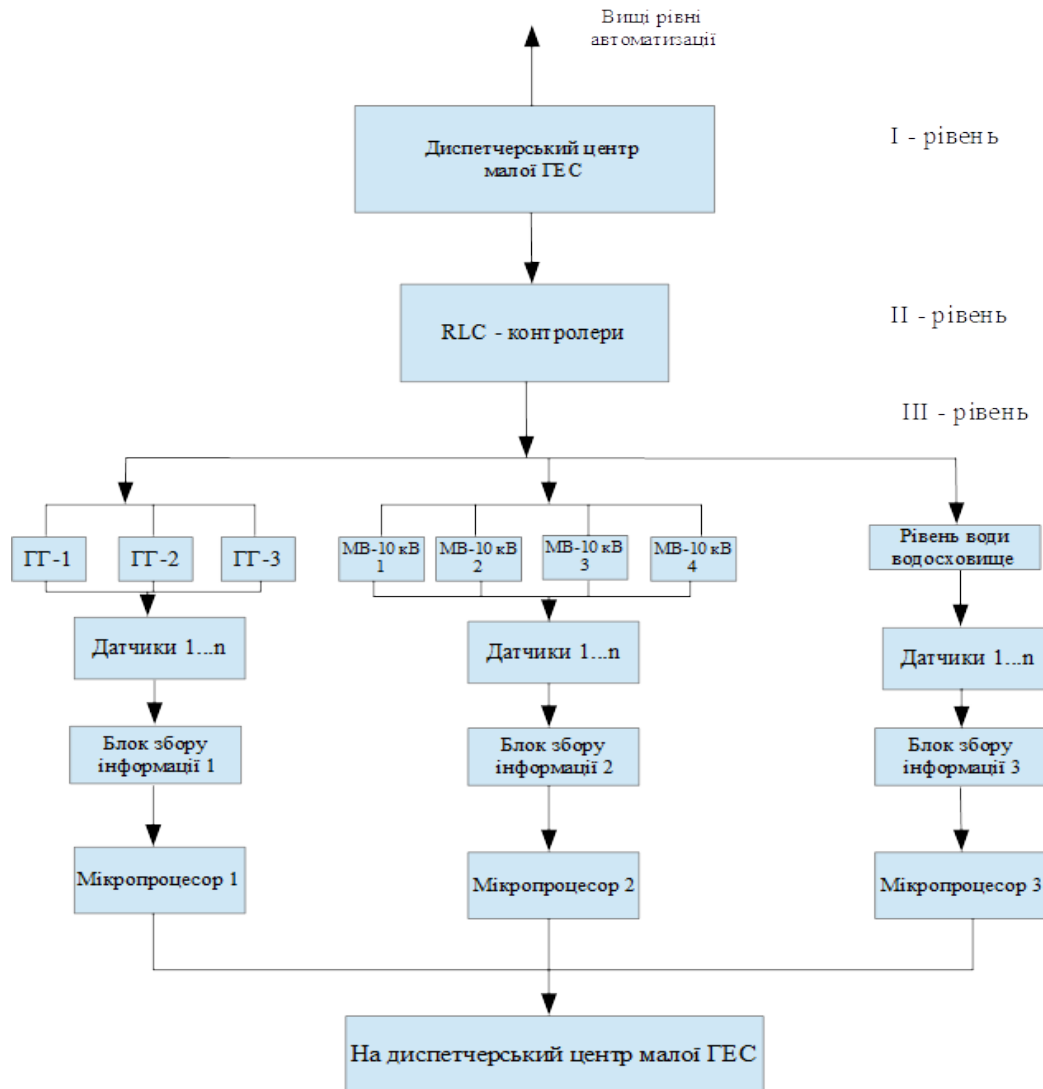 Вищі рівні
автоматизації
Диспетчерський центр
малої ГЕС
I - рівень
RLC - контролери
II - рівень
III - рівень
ГГ-1
ГГ-2
ГГ-3
МВ-10 кВ
1
МВ-10 кВ
2
МВ-10 кВ
3
МВ-10 кВ
4
Рівень води
водосховище
Датчики 1...n
Датчики 1...n
Датчики 1...n
Блок збору
інформації 1
Блок збору
інформації 2
Блок збору
інформації 3
Мікропроцесор 1
Мікропроцесор 2
Мікропроцесор 3
На диспетчерський центр малої ГЕС